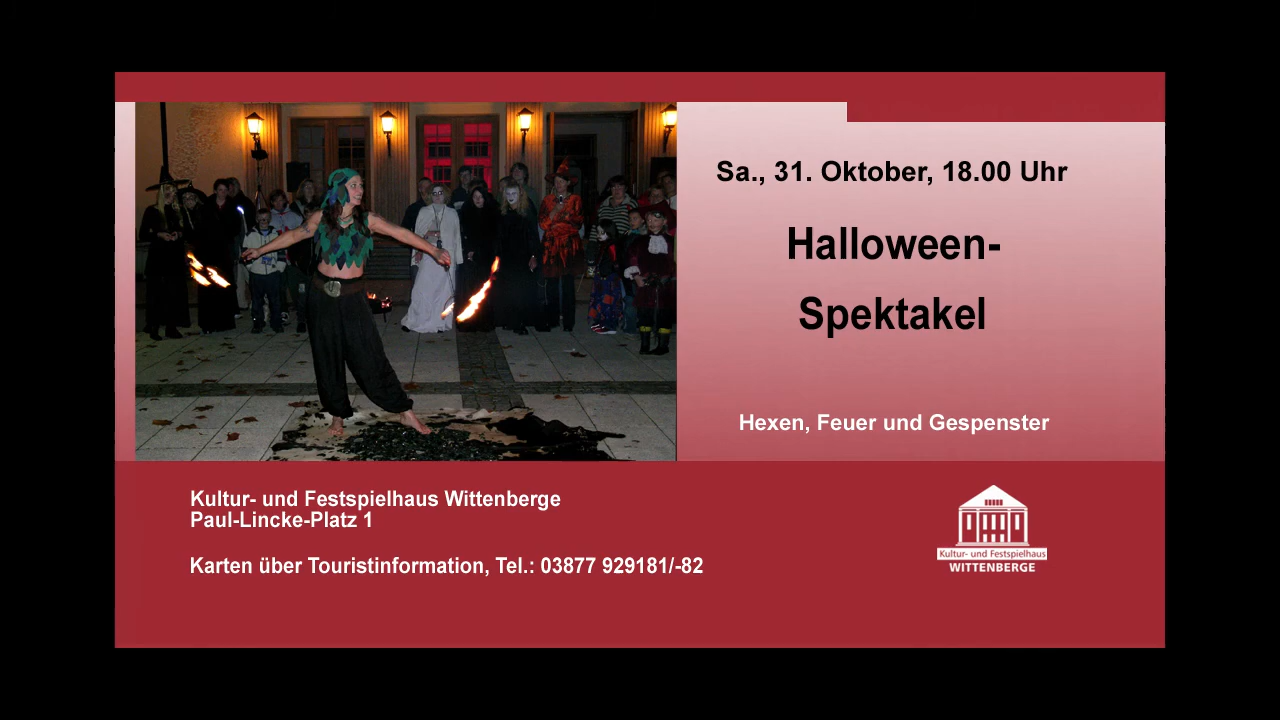 Sa., 31. Oktober, 18.00 Uhr
Halloween-
Spektakel
Hexen, Feuer und Gespenster
Kultur- und Festspielhaus Wittenberge
Paul-Lincke-Platz 1
Karten über Touristinformation, Tel.: 03877 929181/-82
Kultur- und Festspielhaus
WITTENBERGE